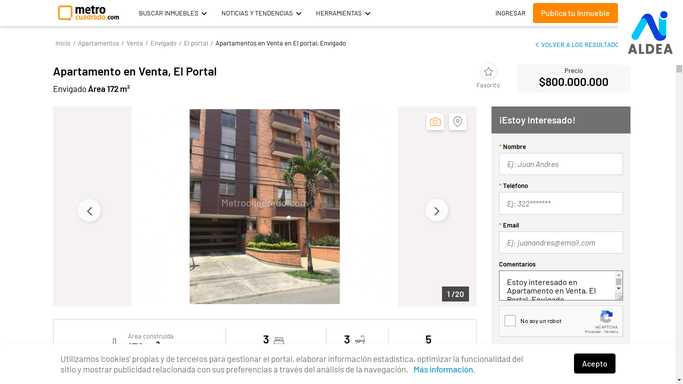 metro
cuadrado.com
BUSCAR INMUEBLES
NOTICIAS Y TENDENCIAS
HERRAMIENTAS
INGRESAR
Publica tu Inmueble
AI
ALDEA
Inicio / Apartamentos / Venta / Envigado / El portal / Apartamentos en Venta en El portal, Envigado
< VOLVER A LOS RESULTADO
Apartamento en Venta, El Portal
Envigado Área 172 m²
Favorito
Precio
$800.000.000
Metrocuadrado.com
1 / 20
¡Estoy Interesado!
* Nombre
Ej: Juan Andres
* Teléfono
Ej: 322*******
* Email
Ej: juanandres@email.com
Comentarios
Estoy interesado en
Apartamento en Venta, El
Portal, Envigado
No soy un robot
reCAPTCHA
Privacidad - Términos
Área construida
3
3
5
Utilizamos 'cookies' propias y de terceros para gestionar el portal, elaborar información estadística, optimizar la funcionalidad del
sitio y mostrar publicidad relacionada con sus preferencias a través del análisis de la navegación. Más información.
Acepto